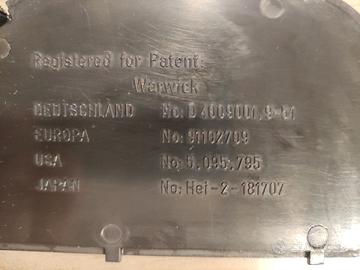 Registered for Patent:
Warwick
DEUTSCHLAND No: D 4009001.9-51
EUROPA No: 91102709
USA No: 5,095,795
JAPAN No: Hei-2-181707